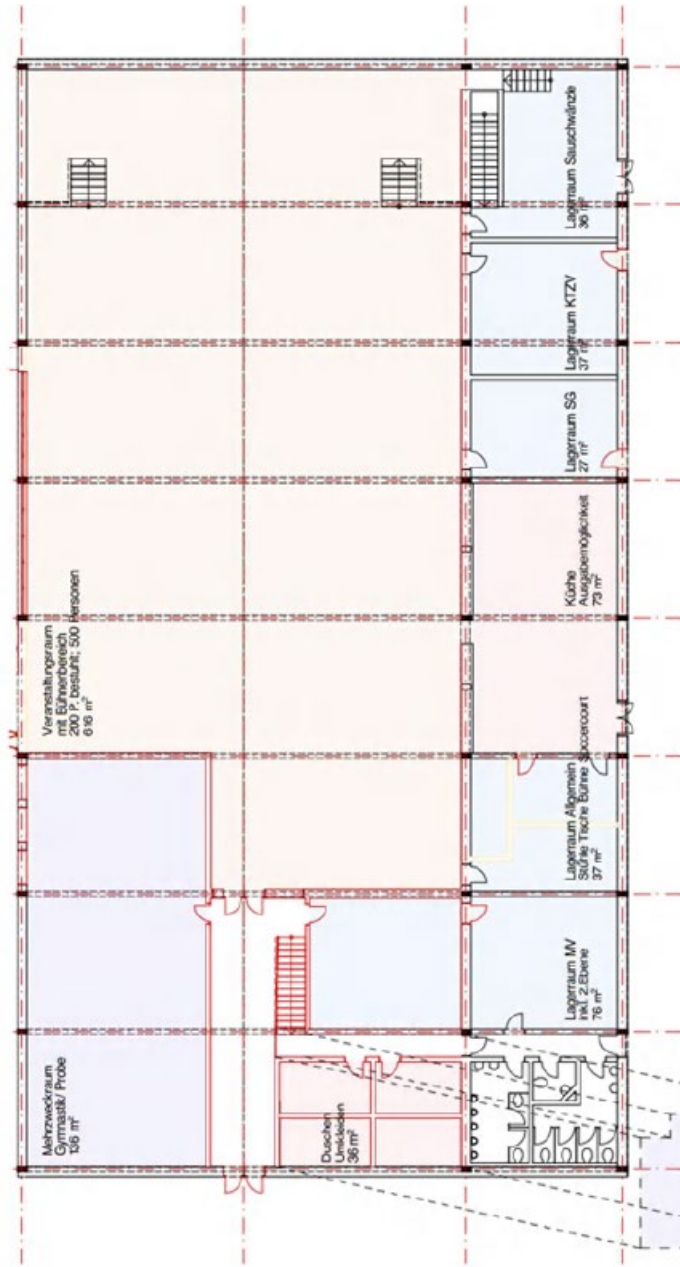 Lagerraum Sauschwänzle
36 m²
Lagerraum KTZV
37 m²
Lagerraum SG
27 m²
Veranstaltungsraum
mit Bühnenbereich
200 P. bestuhlt; 500 Personen
616 m²
Küche
Ausgabemöglichkeit
73 m²
Lagerraum Allgemein
Stühle Tische Bühne Soccercourt
37 m²
Lagerraum MV
inkl. 2.Ebene
76 m²
Mehrzweckraum
Gymnastik/ Probe
136 m²
Duschen
Umkleiden
36 m²